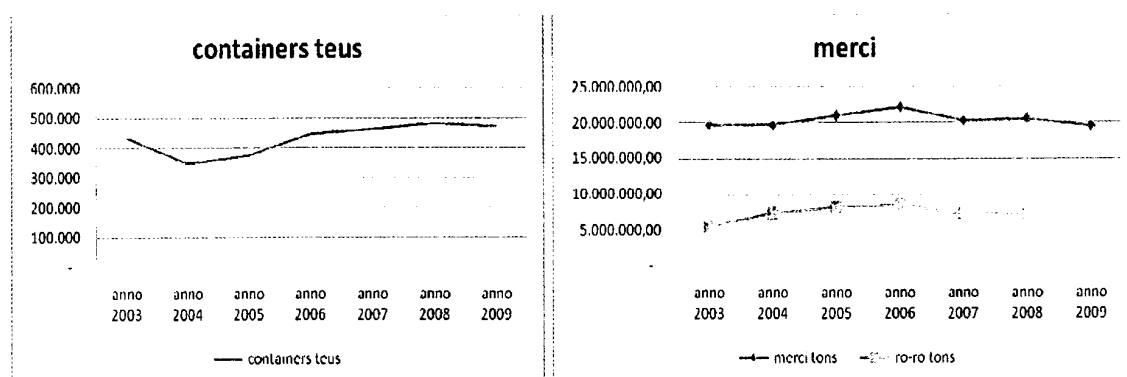 containers teus
600.000
500.000
400.000
300.000
200.000
100.000
-
anno 2003
anno 2004
anno 2005
anno 2006
anno 2007
anno 2008
anno 2009
containers teus
merci
25.000.000,00
20.000.000,00
15.000.000,00
10.000.000,00
5.000.000,00
-
anno 2003
anno 2004
anno 2005
anno 2006
anno 2007
anno 2008
anno 2009
merci tons
ro-ro tons